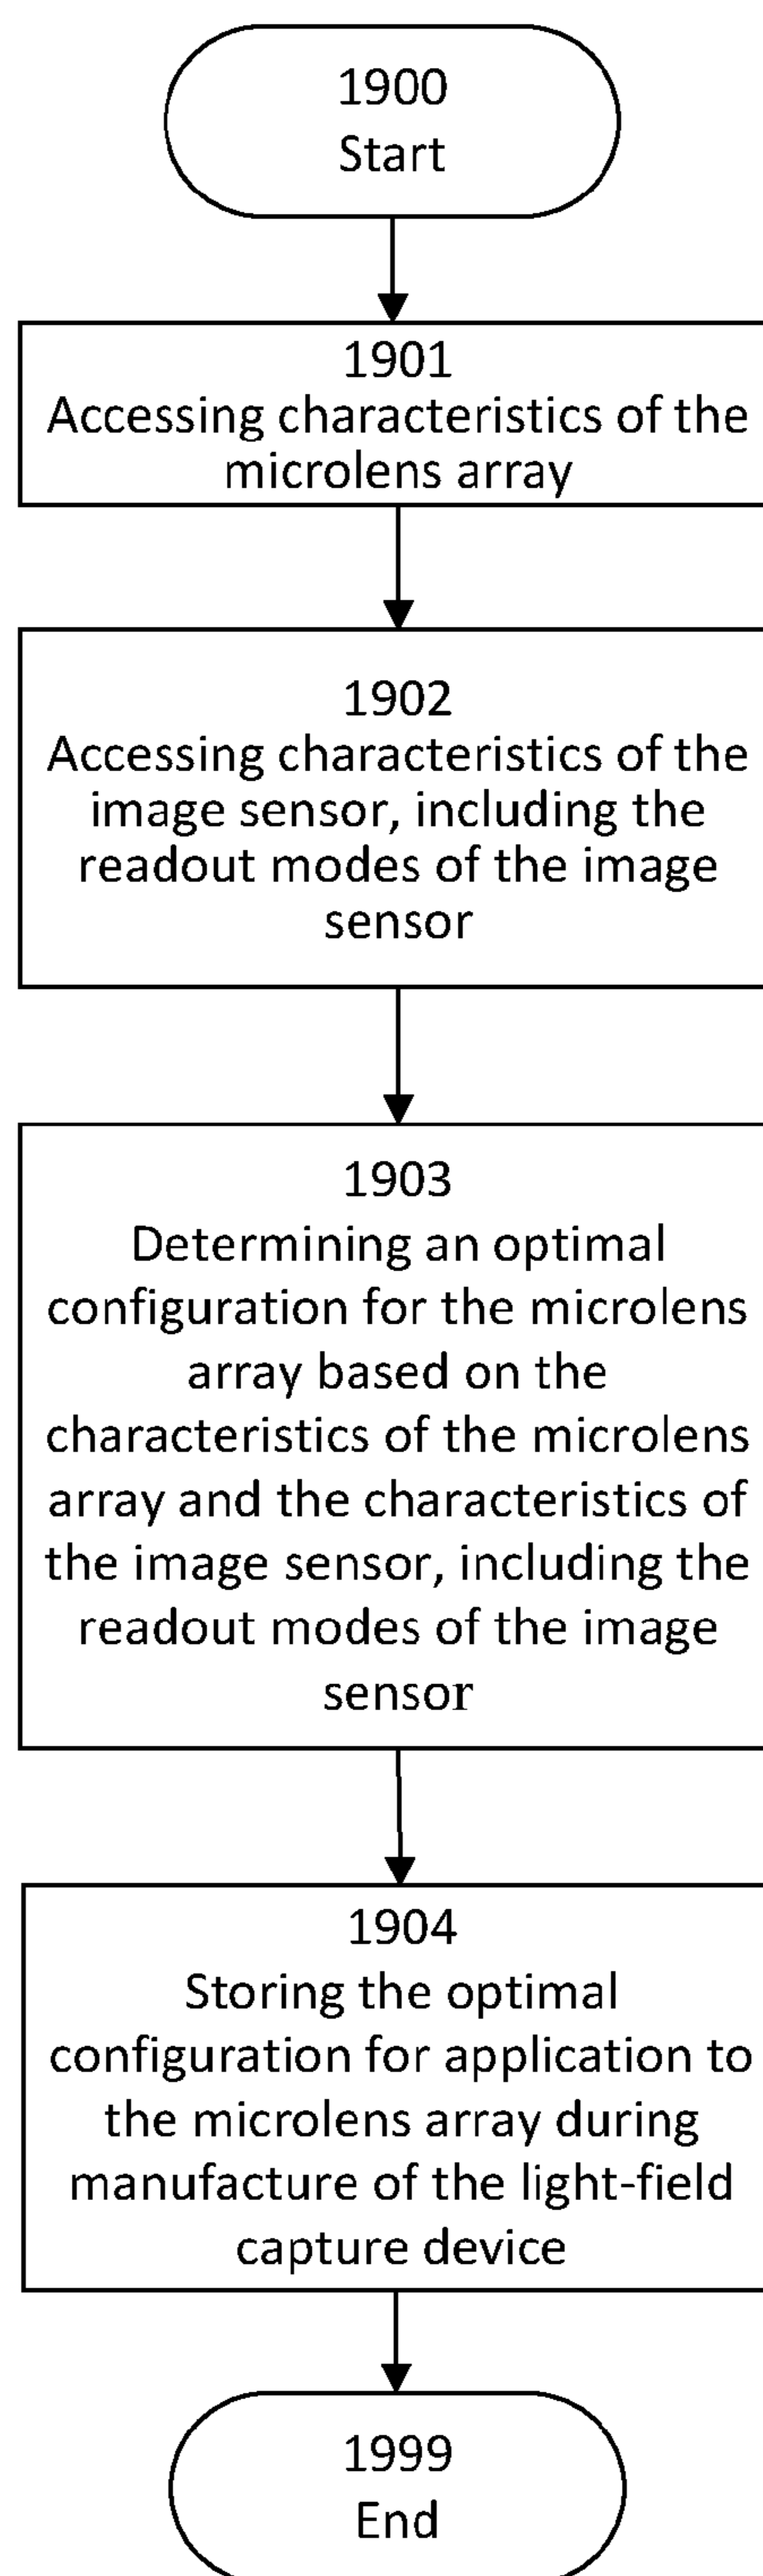 1900
Start
1901
Accessing characteristics of the
microlens array
1902
Accessing characteristics of the
image sensor, including the
readout modes of the image
sensor
1903
Determining an optimal
configuration for the microlens
array based on the
characteristics of the microlens
array and the characteristics of
the image sensor, including the
readout modes of the image
sensor
1904
Storing the optimal
configuration for application to
the microlens array during
manufacture of the light-field
capture device
1999
End